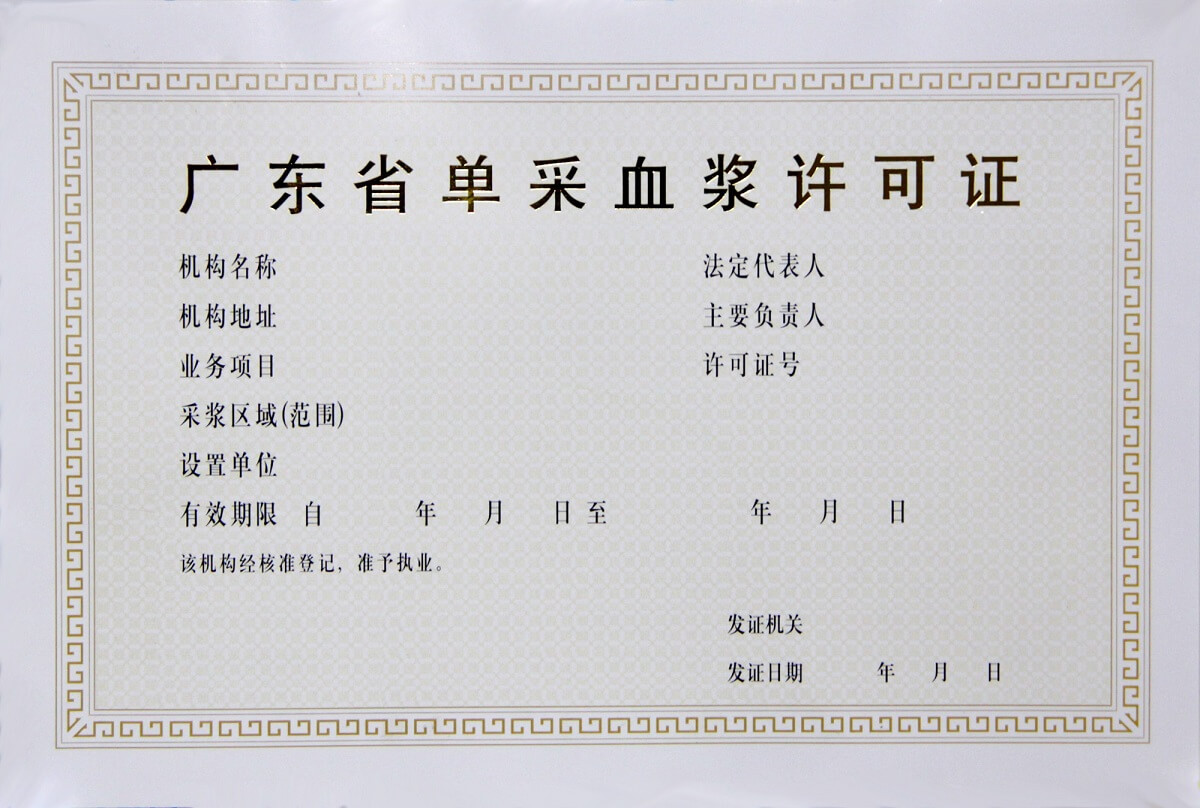 广东省单采血浆许可证
机构名称 法定代表人
机构地址 主要负责人
业务项目 许可证号
采浆区域(范围)
设置单位
有效期限 自 年 月 日 至 年 月 日
该机构经核准登记，准予执业。
发证机关
发证日期 年 月 日